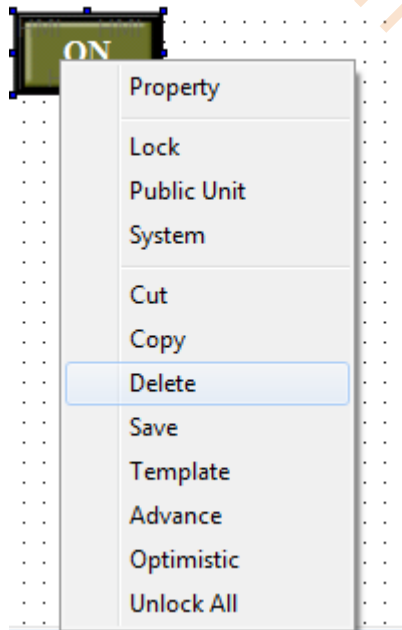 ON
Property
Lock
Public Unit
System
Cut
Copy
Delete
Save
Template
Advance
Optimistic
Unlock All